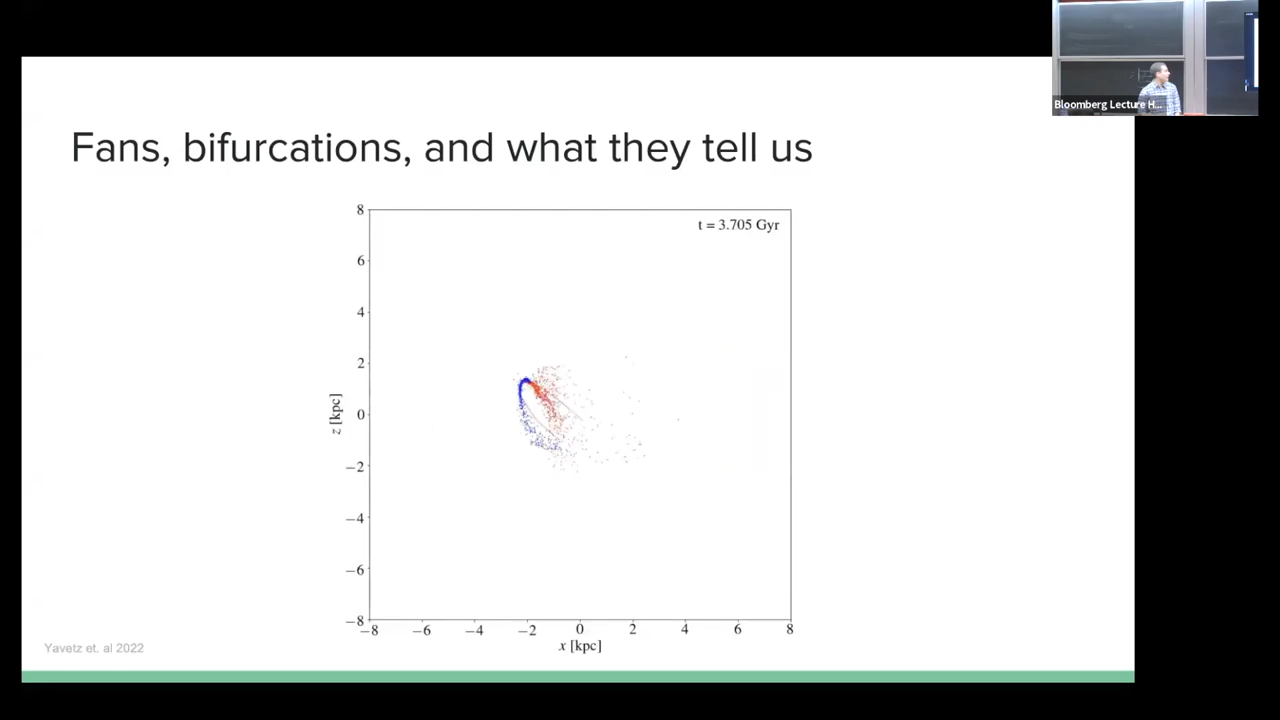 Bloomberg Lecture H...
Fans, bifurcations, and what they tell us
t = 3.705 Gyr
8
6
4
2
0
−2
−4
−6
−8
z [kpc]
−8 −6 −4 −2 0 2 4 6 8
x [kpc]
Yavetz et. al 2022